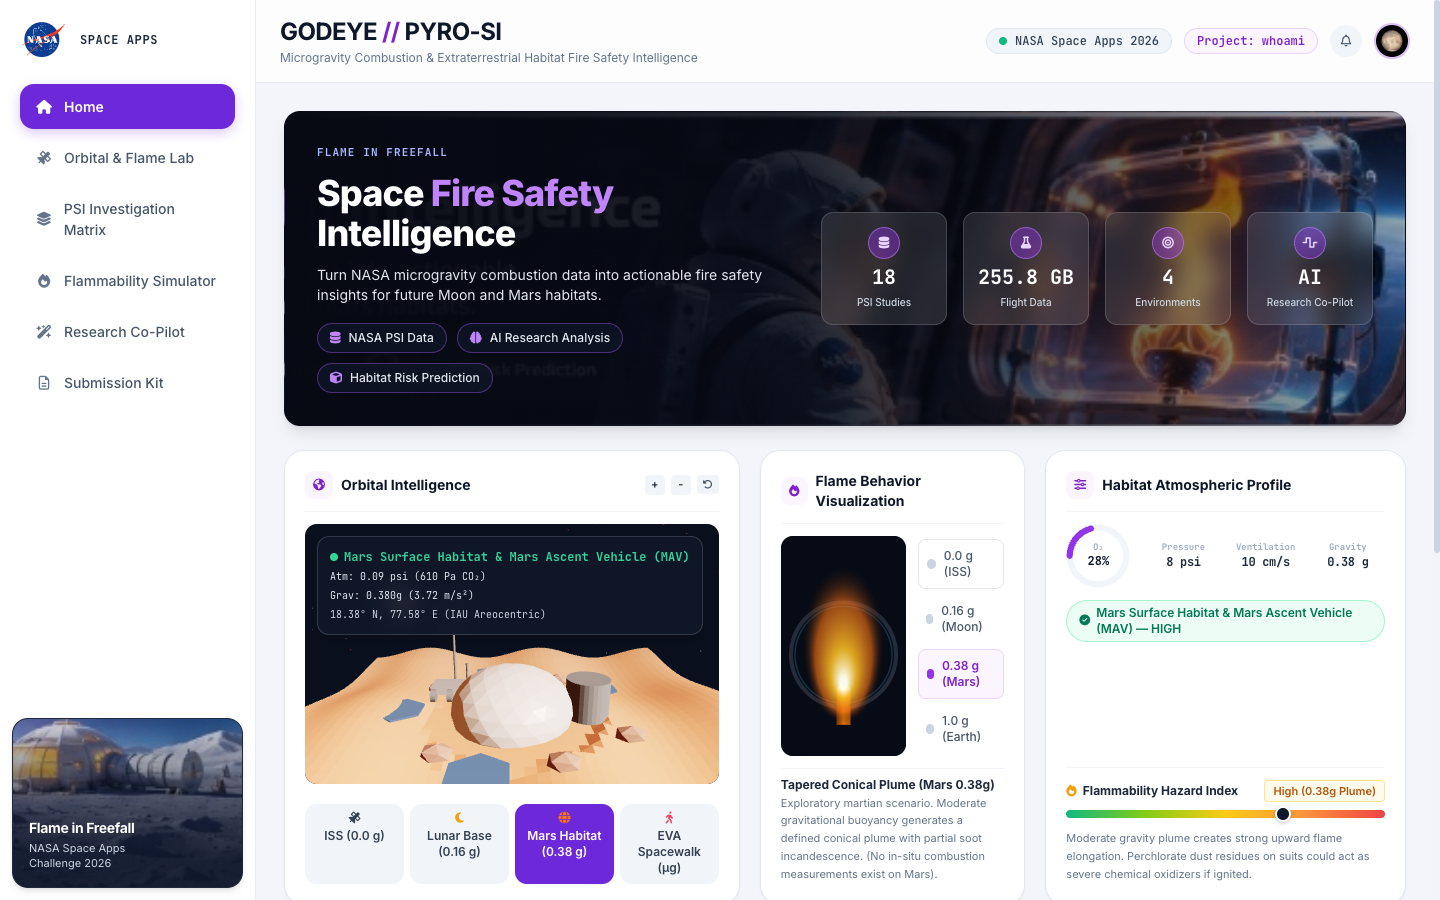 NASA
SPACE APPS
Home
Orbital & Flame Lab
PSI Investigation
Matrix
Flammability Simulator
Research Co-Pilot
Submission Kit
Flame in Freefall
NASA Space Apps
Challenge 2026
GODEYE // PYRO-SI
Microgravity Combustion & Extraterrestrial Habitat Fire Safety Intelligence
NASA Space Apps 2026
Project: whoami
FLAME IN FREEFALL
Space Fire Safety
Intelligence
Turn NASA microgravity combustion data into actionable fire safety
insights for future Moon and Mars habitats.
NASA PSI Data
AI Research Analysis
Habitat Risk Prediction
18
PSI Studies
255.8 GB
Flight Data
4
Environments
AI
Research Co-Pilot
Orbital Intelligence
+
-
Mars Surface Habitat & Mars Ascent Vehicle (MAV)
Atm: 0.09 psi (610 Pa CO₂)
Grav: 0.380g (3.72 m/s²)
18.38° N, 77.58° E (IAU Areocentric)
ISS (0.0 g)
Lunar Base
(0.16 g)
Mars Habitat
(0.38 g)
EVA
Spacewalk
(µg)
Flame Behavior
Visualization
0.0 g
(ISS)
0.16 g
(Moon)
0.38 g
(Mars)
1.0 g
(Earth)
Tapered Conical Plume (Mars 0.38g)
Exploratory martian scenario. Moderate
gravitational buoyancy generates a
defined conical plume with partial soot
incandescence. (No in-situ combustion
measurements exist on Mars).
Habitat Atmospheric Profile
O₂
28%
Pressure
8 psi
Ventilation
10 cm/s
Gravity
0.38 g
Mars Surface Habitat & Mars Ascent Vehicle
(MAV) — HIGH
Flammability Hazard Index
High (0.38g Plume)
Moderate gravity plume creates strong upward flame
elongation. Perchlorate dust residues on suits could act as
severe chemical oxidizers if ignited.